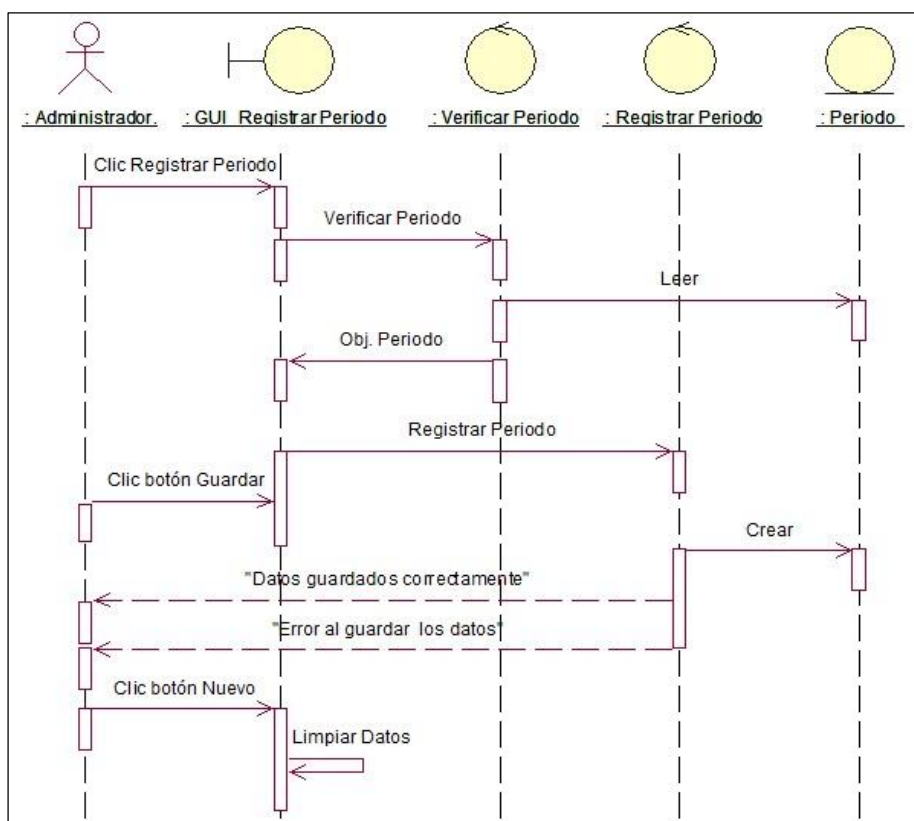 : Administrador.
: GUI_RegistrarPeriodo
: Verificar Periodo
: Registrar Periodo
: Periodo
Clic Registrar Periodo
Verificar Periodo
Leer
Obj. Periodo
Registrar Periodo
Clic botón Guardar
Crear
"Datos guardados correctamente"
"Error al guardar los datos"
Clic botón Nuevo
Limpiar Datos